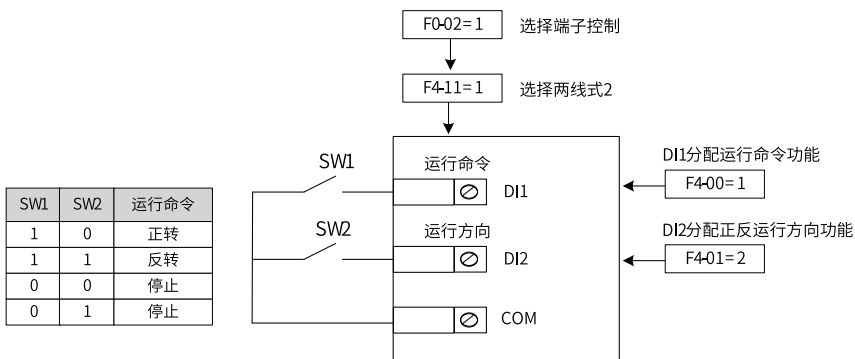 F0-02=1 选择端子控制
F4-11=1 选择两线式2
SW1 运行命令 DI1
SW2 运行方向 DI2
COM
DI1分配运行命令功能
F4-00=1
DI2分配正反运行方向功能
F4-01=2
SW1 SW2 运行命令
1 0 正转
1 1 反转
0 0 停止
0 1 停止